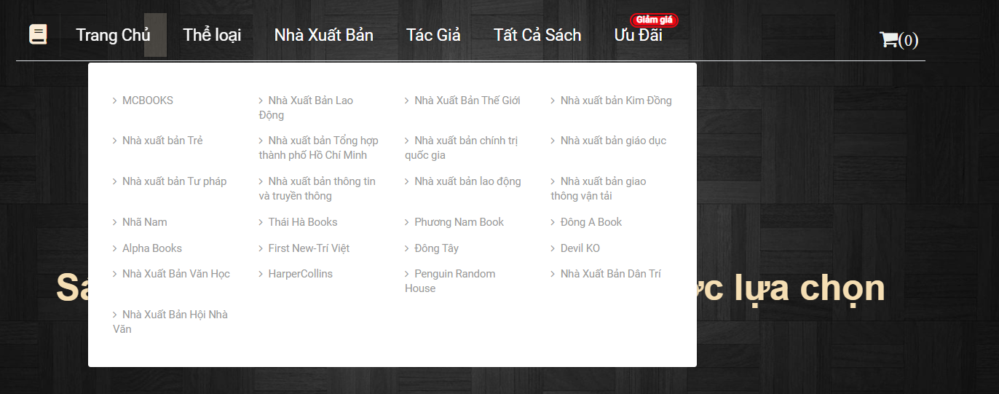 Giảm giá
Trang Chủ Thể loại Nhà Xuất Bản Tác Giả Tất Cả Sách Ưu Đãi (0)
MCBOOKS Nhà Xuất Bản Lao Nhà Xuất Bản Thế Giới Nhà xuất bản Kim Đồng
Động
Nhà xuất bản Trẻ Nhà xuất bản Tổng hợp Nhà xuất bản chính trị Nhà xuất bản giáo dục
thành phố Hồ Chí Minh quốc gia
Nhà xuất bản Tư pháp Nhà xuất bản thông tin Nhà xuất bản lao động Nhà xuất bản giao
và truyền thông thông vận tải
Nhã Nam Thái Hà Books Phương Nam Book Đông A Book
Alpha Books First New-Trí Việt Đông Tây Devil KO
Nhà Xuất Bản Văn Học HarperCollins Penguin Random Nhà Xuất Bản Dân Trí
House
lựa chọn
Nhà Xuất Bản Hội Nhà
Văn